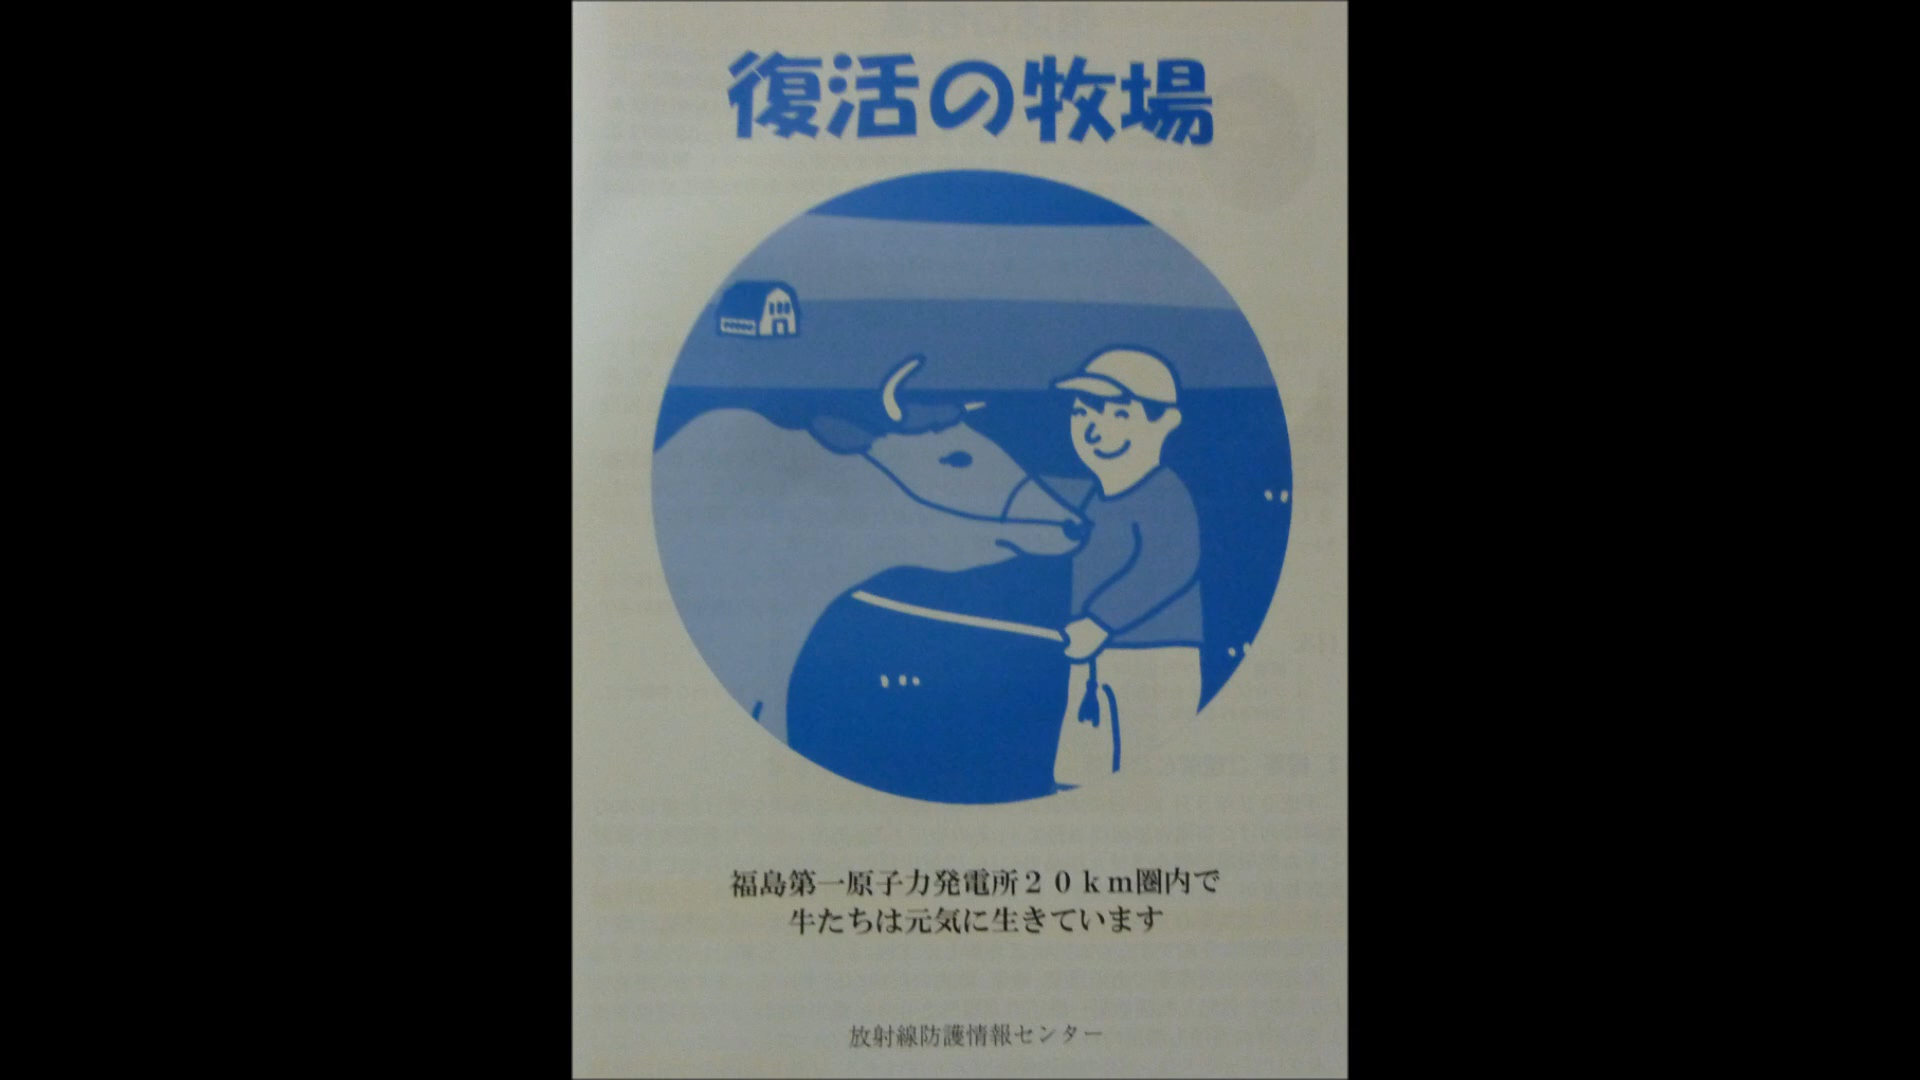 復活の牧場
福島第一原子力発電所２０ｋｍ圏内で
牛たちは元気に生きています
放射線防護情報センター